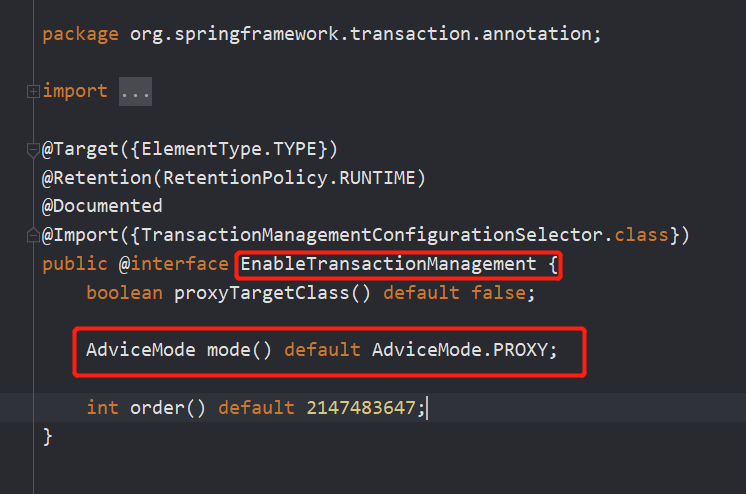 package org.springframework.transaction.annotation;
import ...
@Target({ElementType.TYPE})
@Retention(RetentionPolicy.RUNTIME)
@Documented
@Import({TransactionManagementConfigurationSelector.class})
public @interface EnableTransactionManagement {
boolean proxyTargetClass() default false;
AdviceMode mode() default AdviceMode.PROXY;
int order() default 2147483647;
}